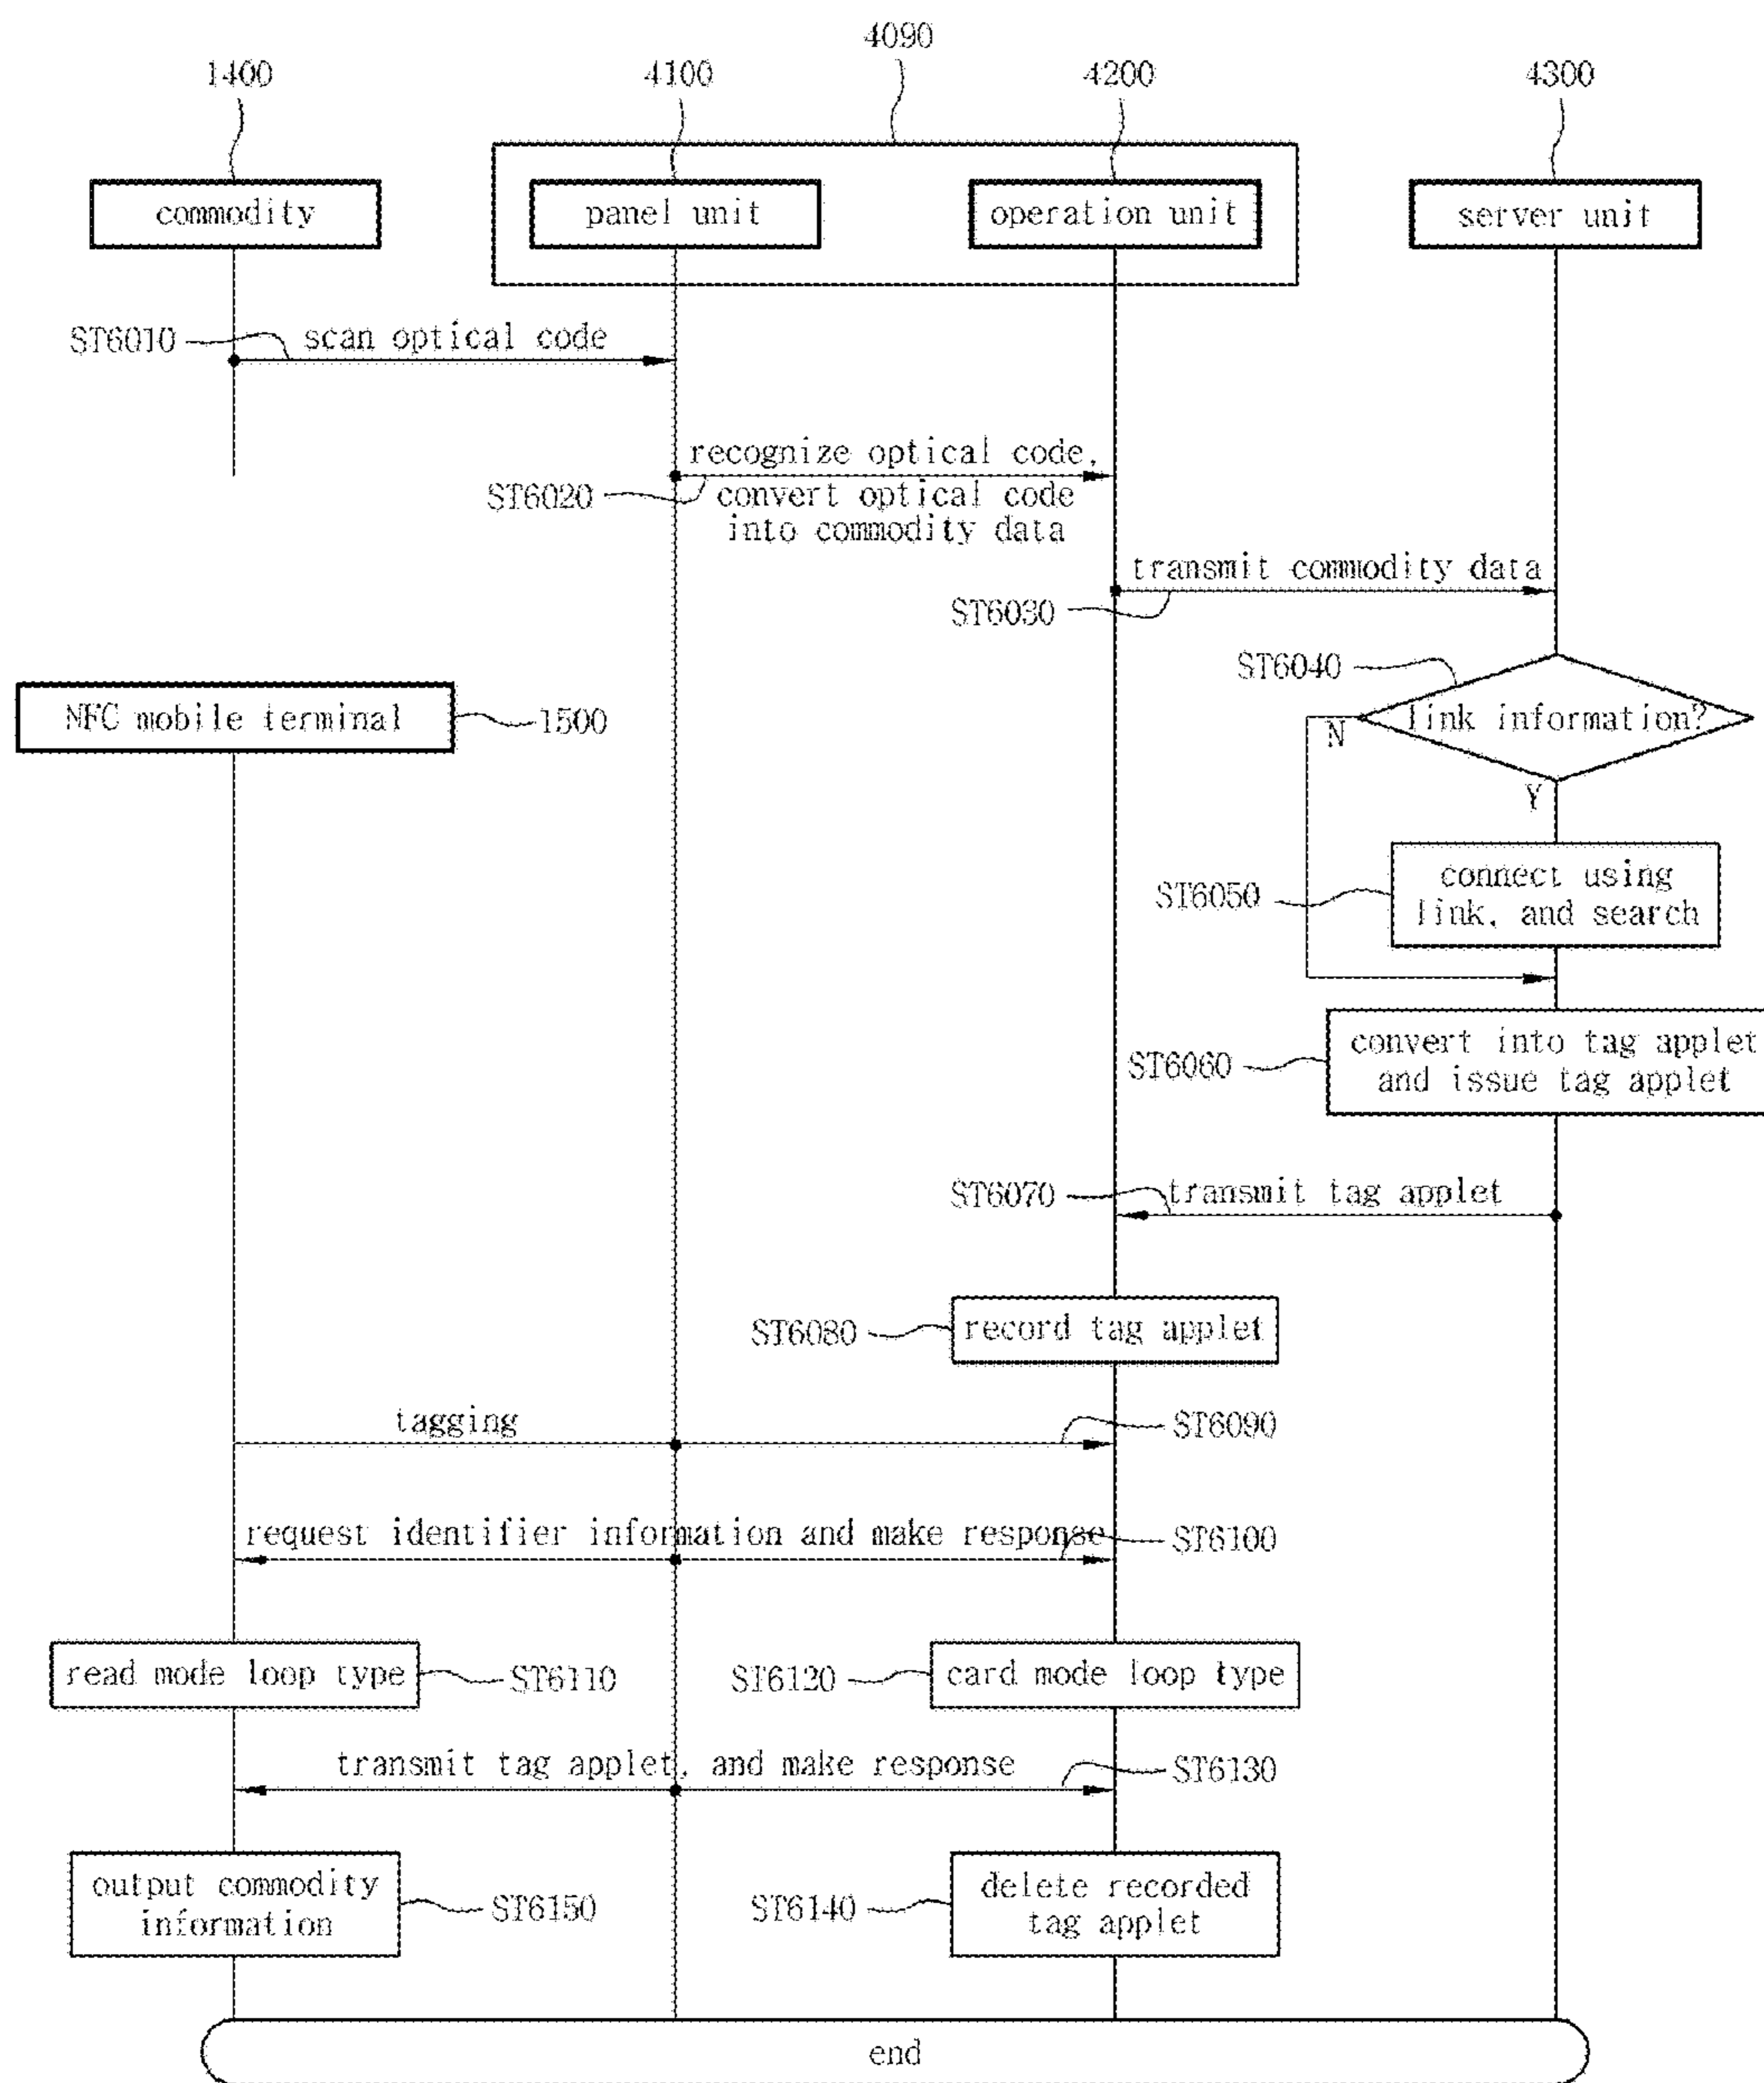 4090
1400
4100
4200
4300
commodity
panel unit
operation unit
server unit
ST6010
scan optical code
recognize optical code,
ST6020
convert optical code
into commodity data
transmit commodity data
ST6030
ST6040
NFC mobile terminal
1500
link information?
N
Y
ST6050
connect using
link, and search
ST6060
convert into tag applet
and issue tag applet
ST6070
transmit tag applet
ST6080
record tag applet
tagging
ST6090
request identifier information and make response
ST6100
read mode loop type
ST6110
ST6120
card mode loop type
transmit tag applet, and make response
ST6130
output commodity
information
ST6150
ST6140
delete recorded
tag applet
end